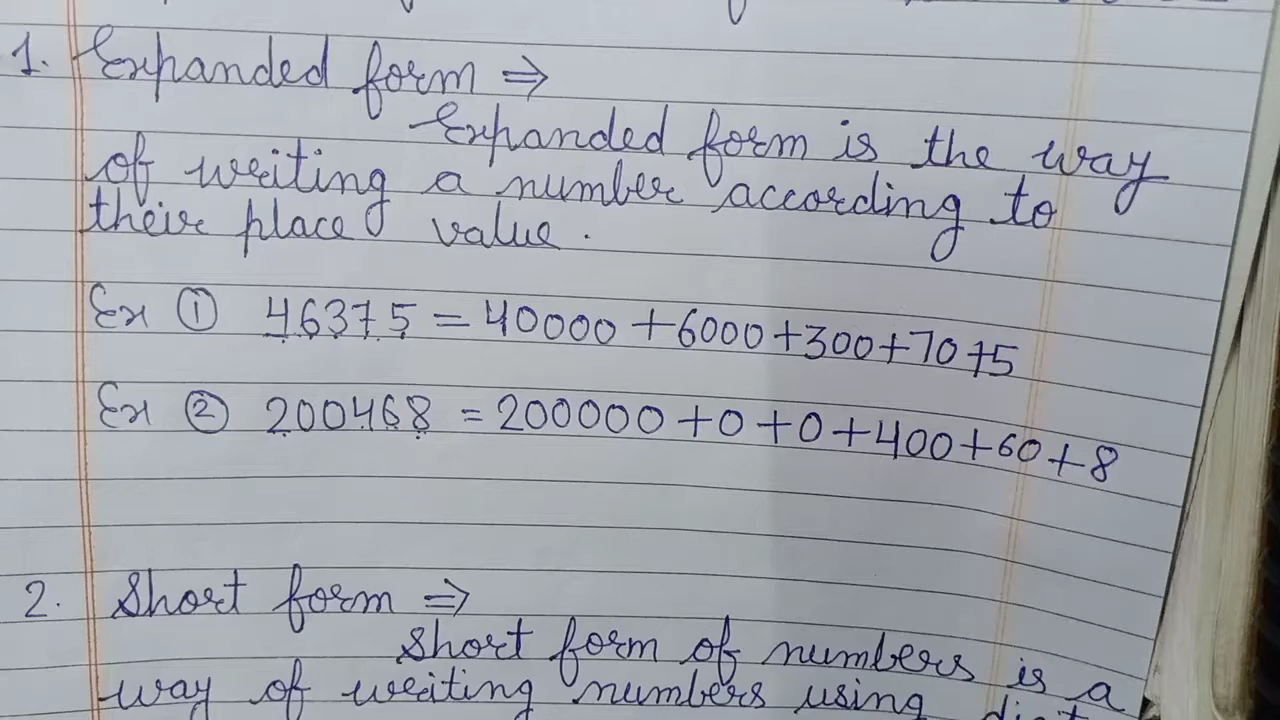 1. Expanded form ⇒
Expanded form is the way
of writing a number according to
their place value.
Ex ① 46375 = 40000 + 6000 + 300 + 70 + 5
Ex ② 200468 = 200000 + 0 + 0 + 400 + 60 + 8
2. Short form ⇒
Short form of numbers is a
way of writing numbers using